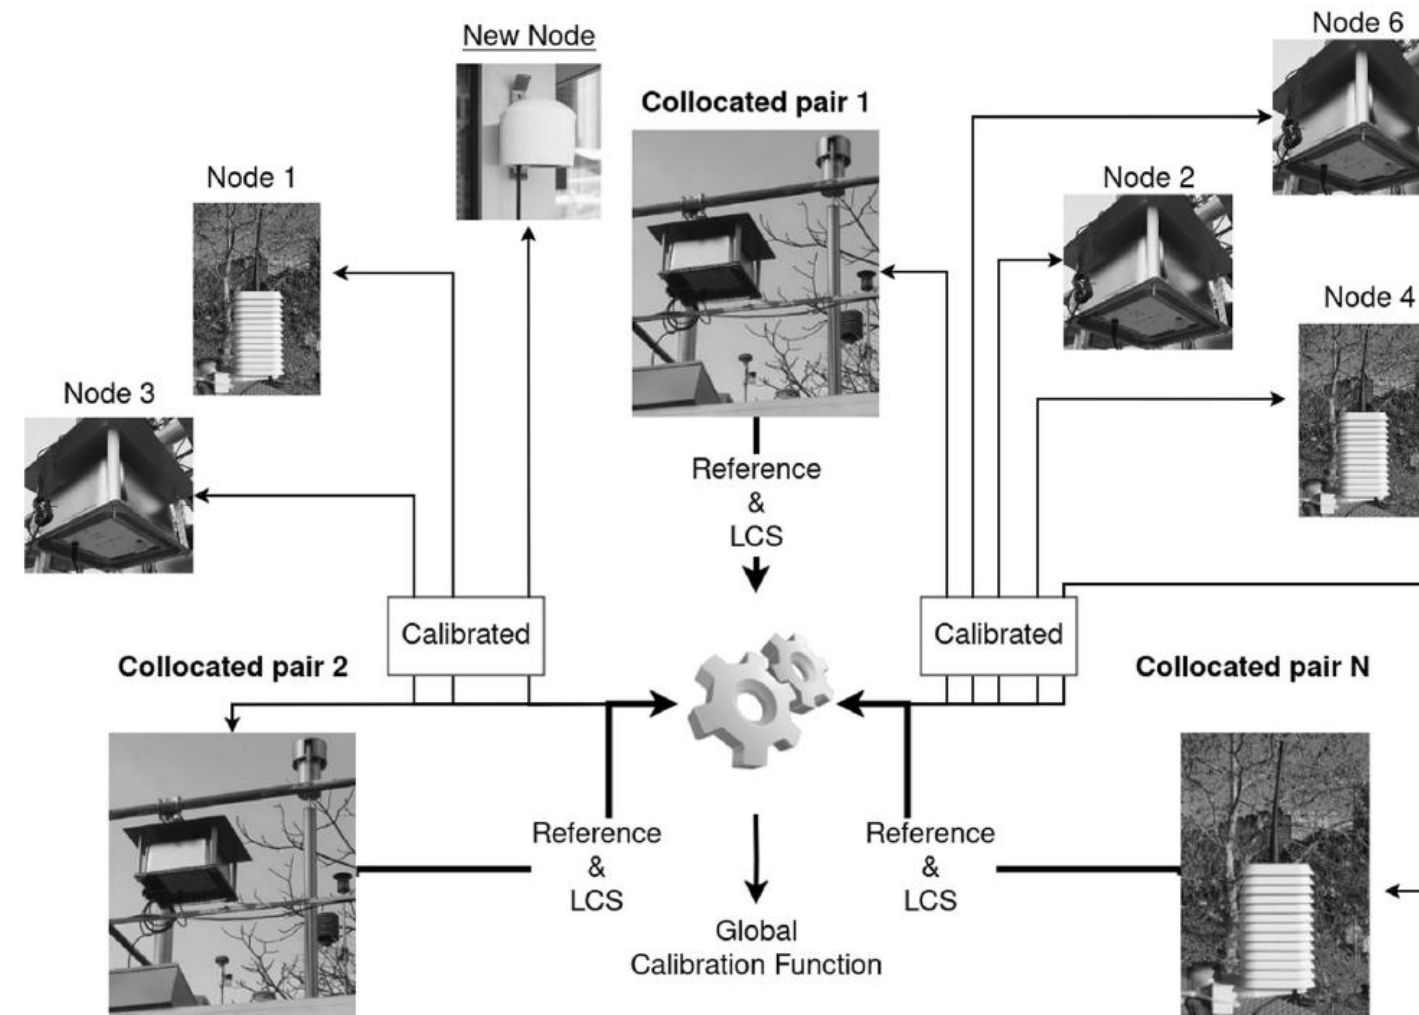 Node 6
New Node
Collocated pair 1
Node 1
Node 2
Node 4
Node 3
Reference
&
LCS
Calibrated
Calibrated
Collocated pair 2
Collocated pair N
Reference
&
LCS
Reference
&
LCS
Global
Calibration Function